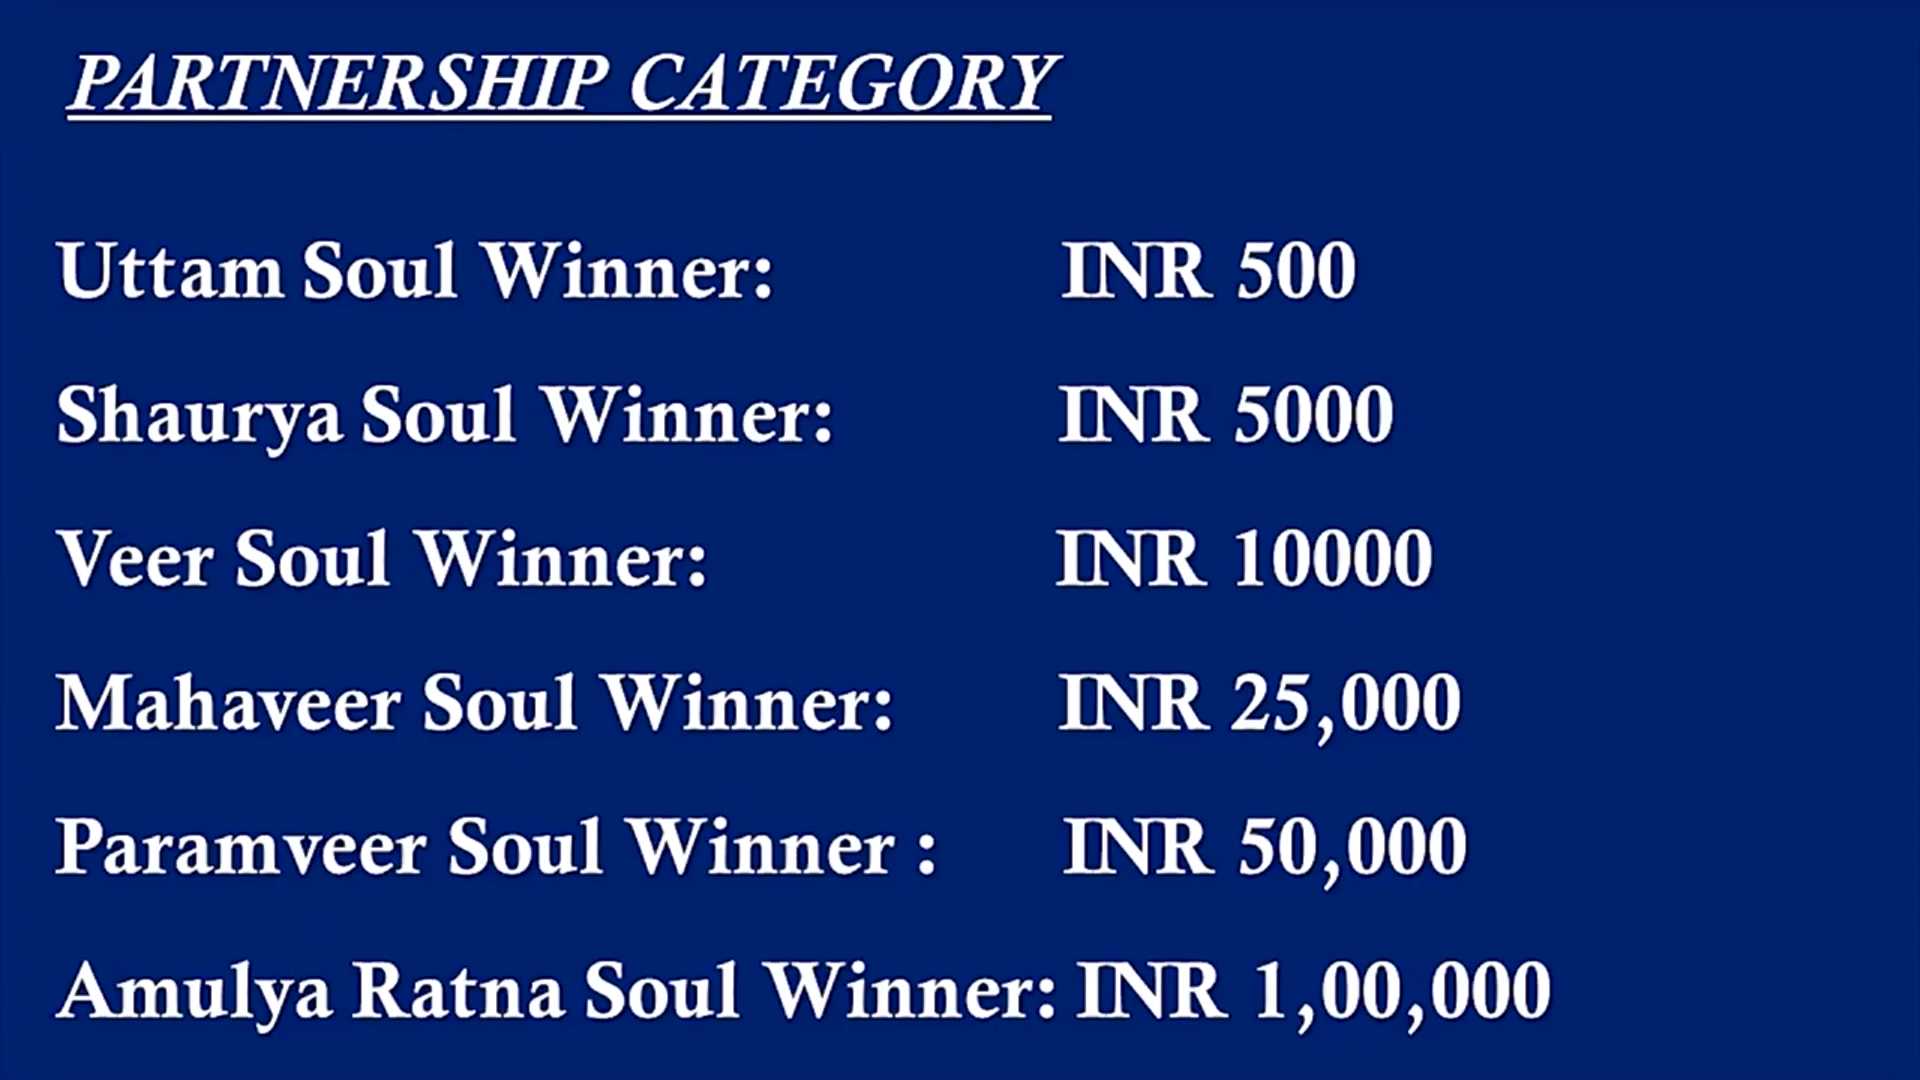 PARTNERSHIP CATEGORY
Uttam Soul Winner: INR 500
Shaurya Soul Winner: INR 5000
Veer Soul Winner: INR 10000
Mahaveer Soul Winner: INR 25,000
Paramveer Soul Winner : INR 50,000
Amulya Ratna Soul Winner: INR 1,00,000